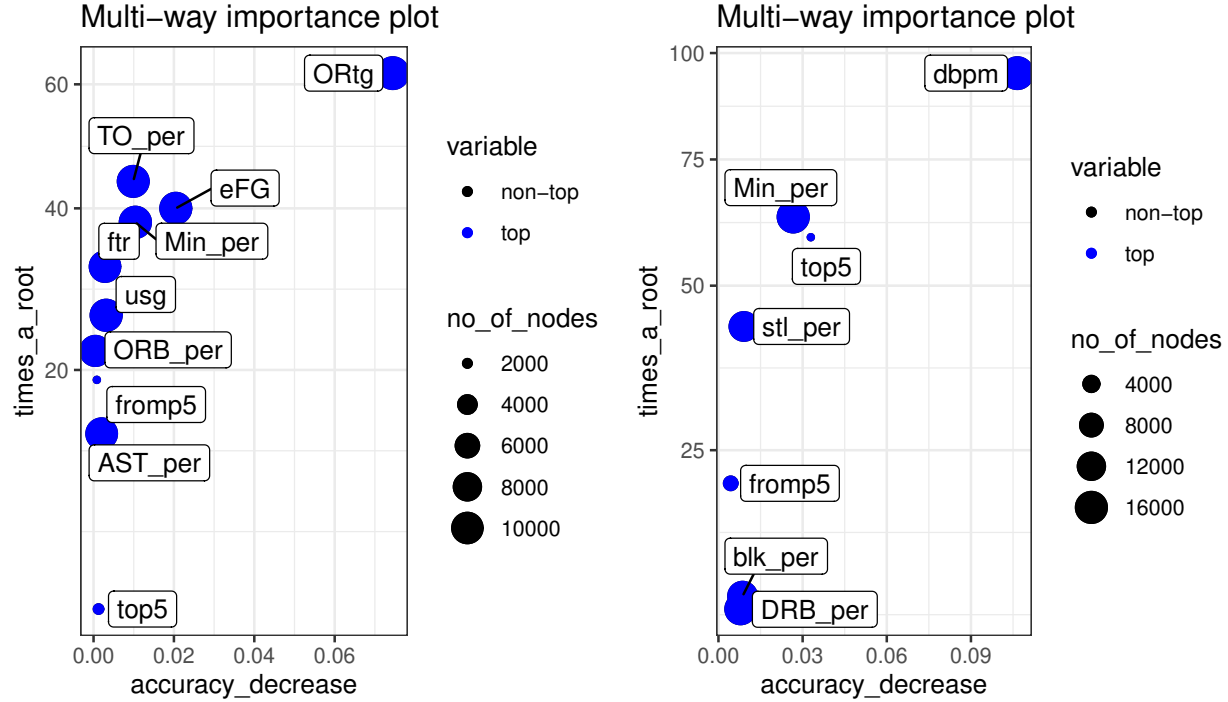 Multi−way importance plot
ORtg
TO_per
eFG
Min_per
ftr
usg
ORB_per
fromp5
AST_per
top5
60
40
20
times_a_root
0.00 0.02 0.04 0.06
accuracy_decrease
variable
non−top
top
no_of_nodes
2000
4000
6000
8000
10000
Multi−way importance plot
dbpm
Min_per
top5
stl_per
fromp5
blk_per
DRB_per
100
75
50
25
times_a_root
0.00 0.03 0.06 0.09
accuracy_decrease
variable
non−top
top
no_of_nodes
4000
8000
12000
16000